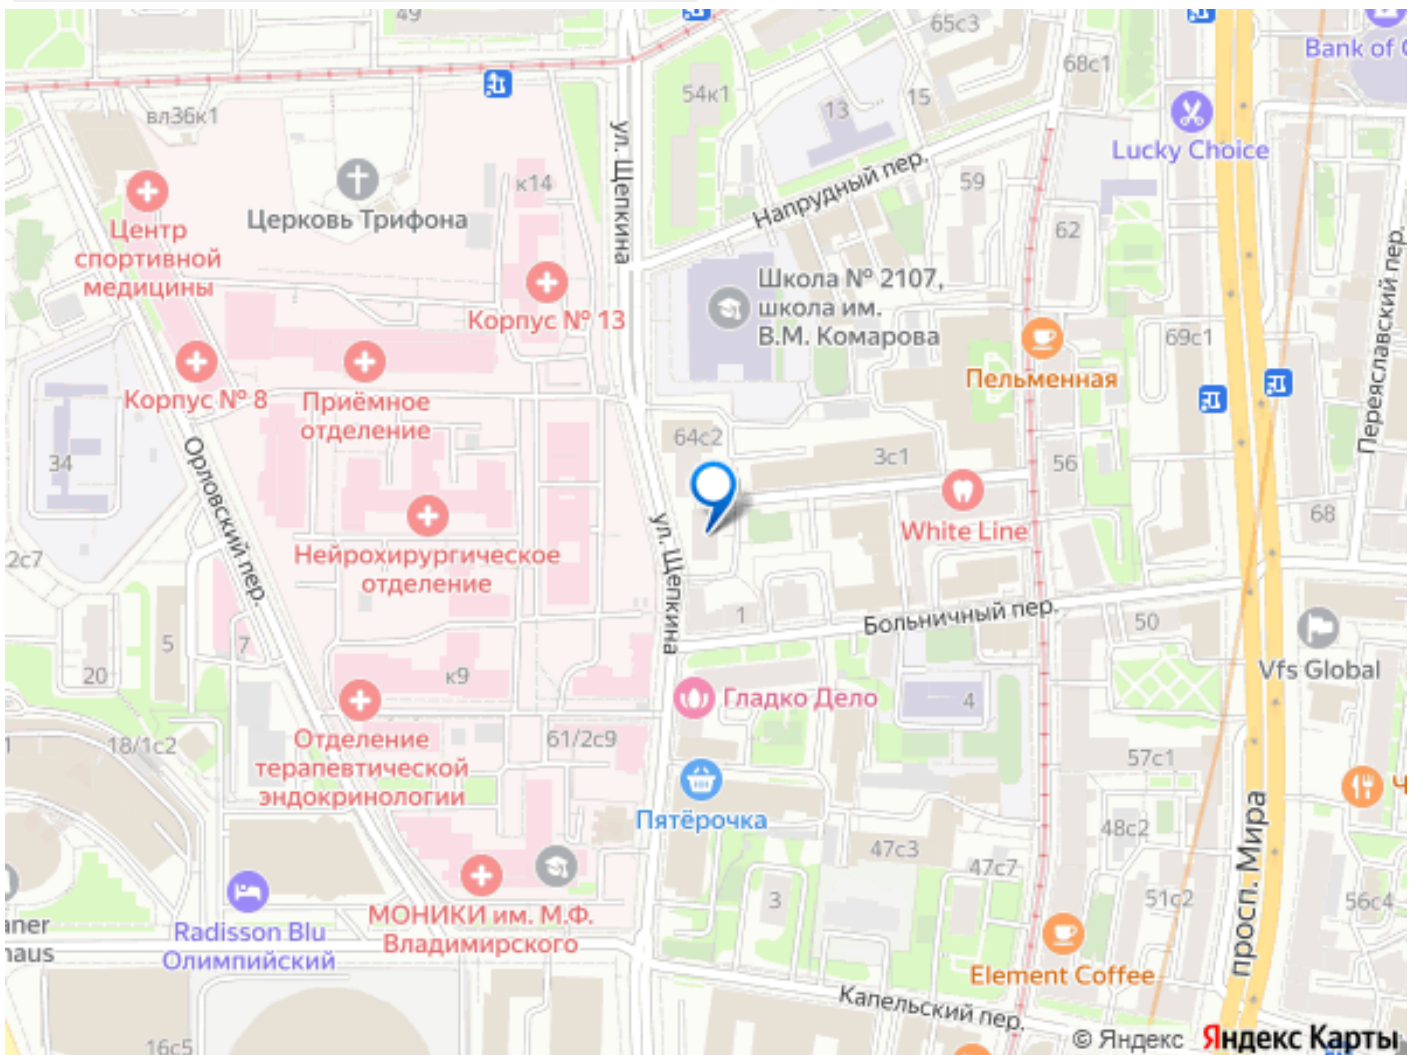 49
65с3
Bank of
68с1
вл36к1
54к1
13
15
Lucky Choice
ул. Щепкина
Напрудный пер.
к14
59
Церковь Трифона
Центр
спортивной
медицины
62
Переяславский пер.
Школа № 2107,
школа им.
В.М. Комарова
Корпус № 13
69с1
Пельменная
Корпус № 8
Приёмное
отделение
64с2
3с1
56
34
Орловский пер.
68
White Line
ул. Щепкина
Нейрохирургическое
отделение
2с7
Больничный пер.
1
50
5
7
Vfs Global
20
к9
Гладко Дело
4
18/1с2
61/2с9
Отделение
терапевтической
эндокринологии
57с1
просп. Мира
Пятёрочка
48с2
47с3
47с7
3
51с2
56с4
МОНИКИ им. М.Ф.
Владимирского
Radisson Blu
Олимпийский
aner
haus
Element Coffee
Капельский пер.
16с5
© Яндекс Яндекс Карты